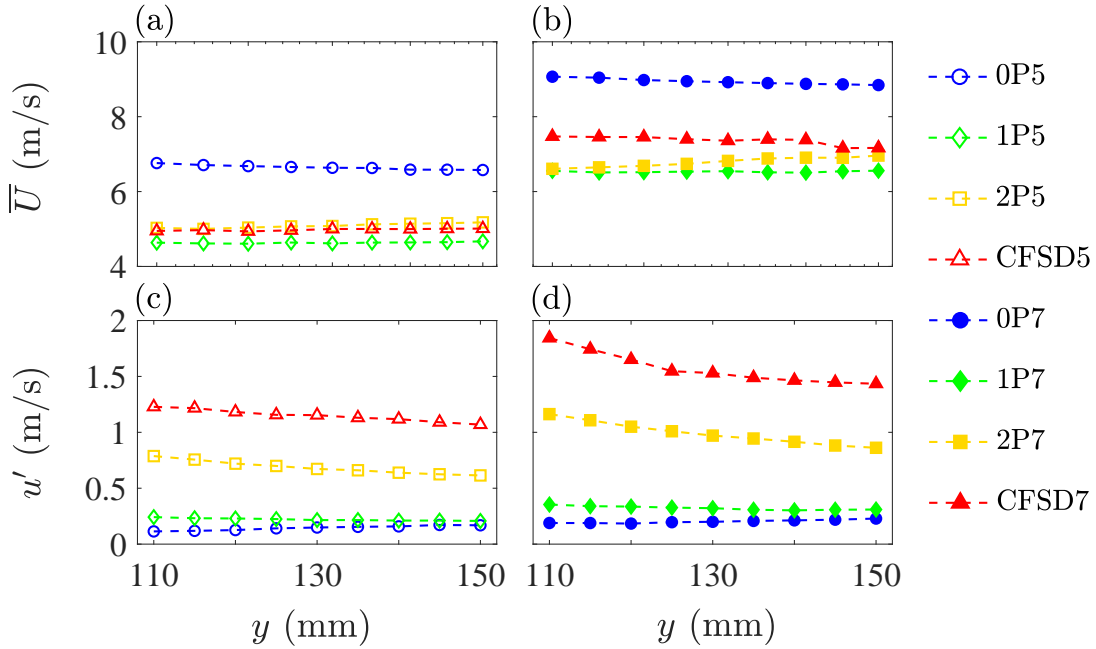 (a)
(b)
10
8
6
4
U̅ (m/s)
(c)
(d)
2
1.5
1
0.5
0
u′ (m/s)
110
130
150
110
130
150
y (mm)
y (mm)
0P5
1P5
2P5
CFSD5
0P7
1P7
2P7
CFSD7